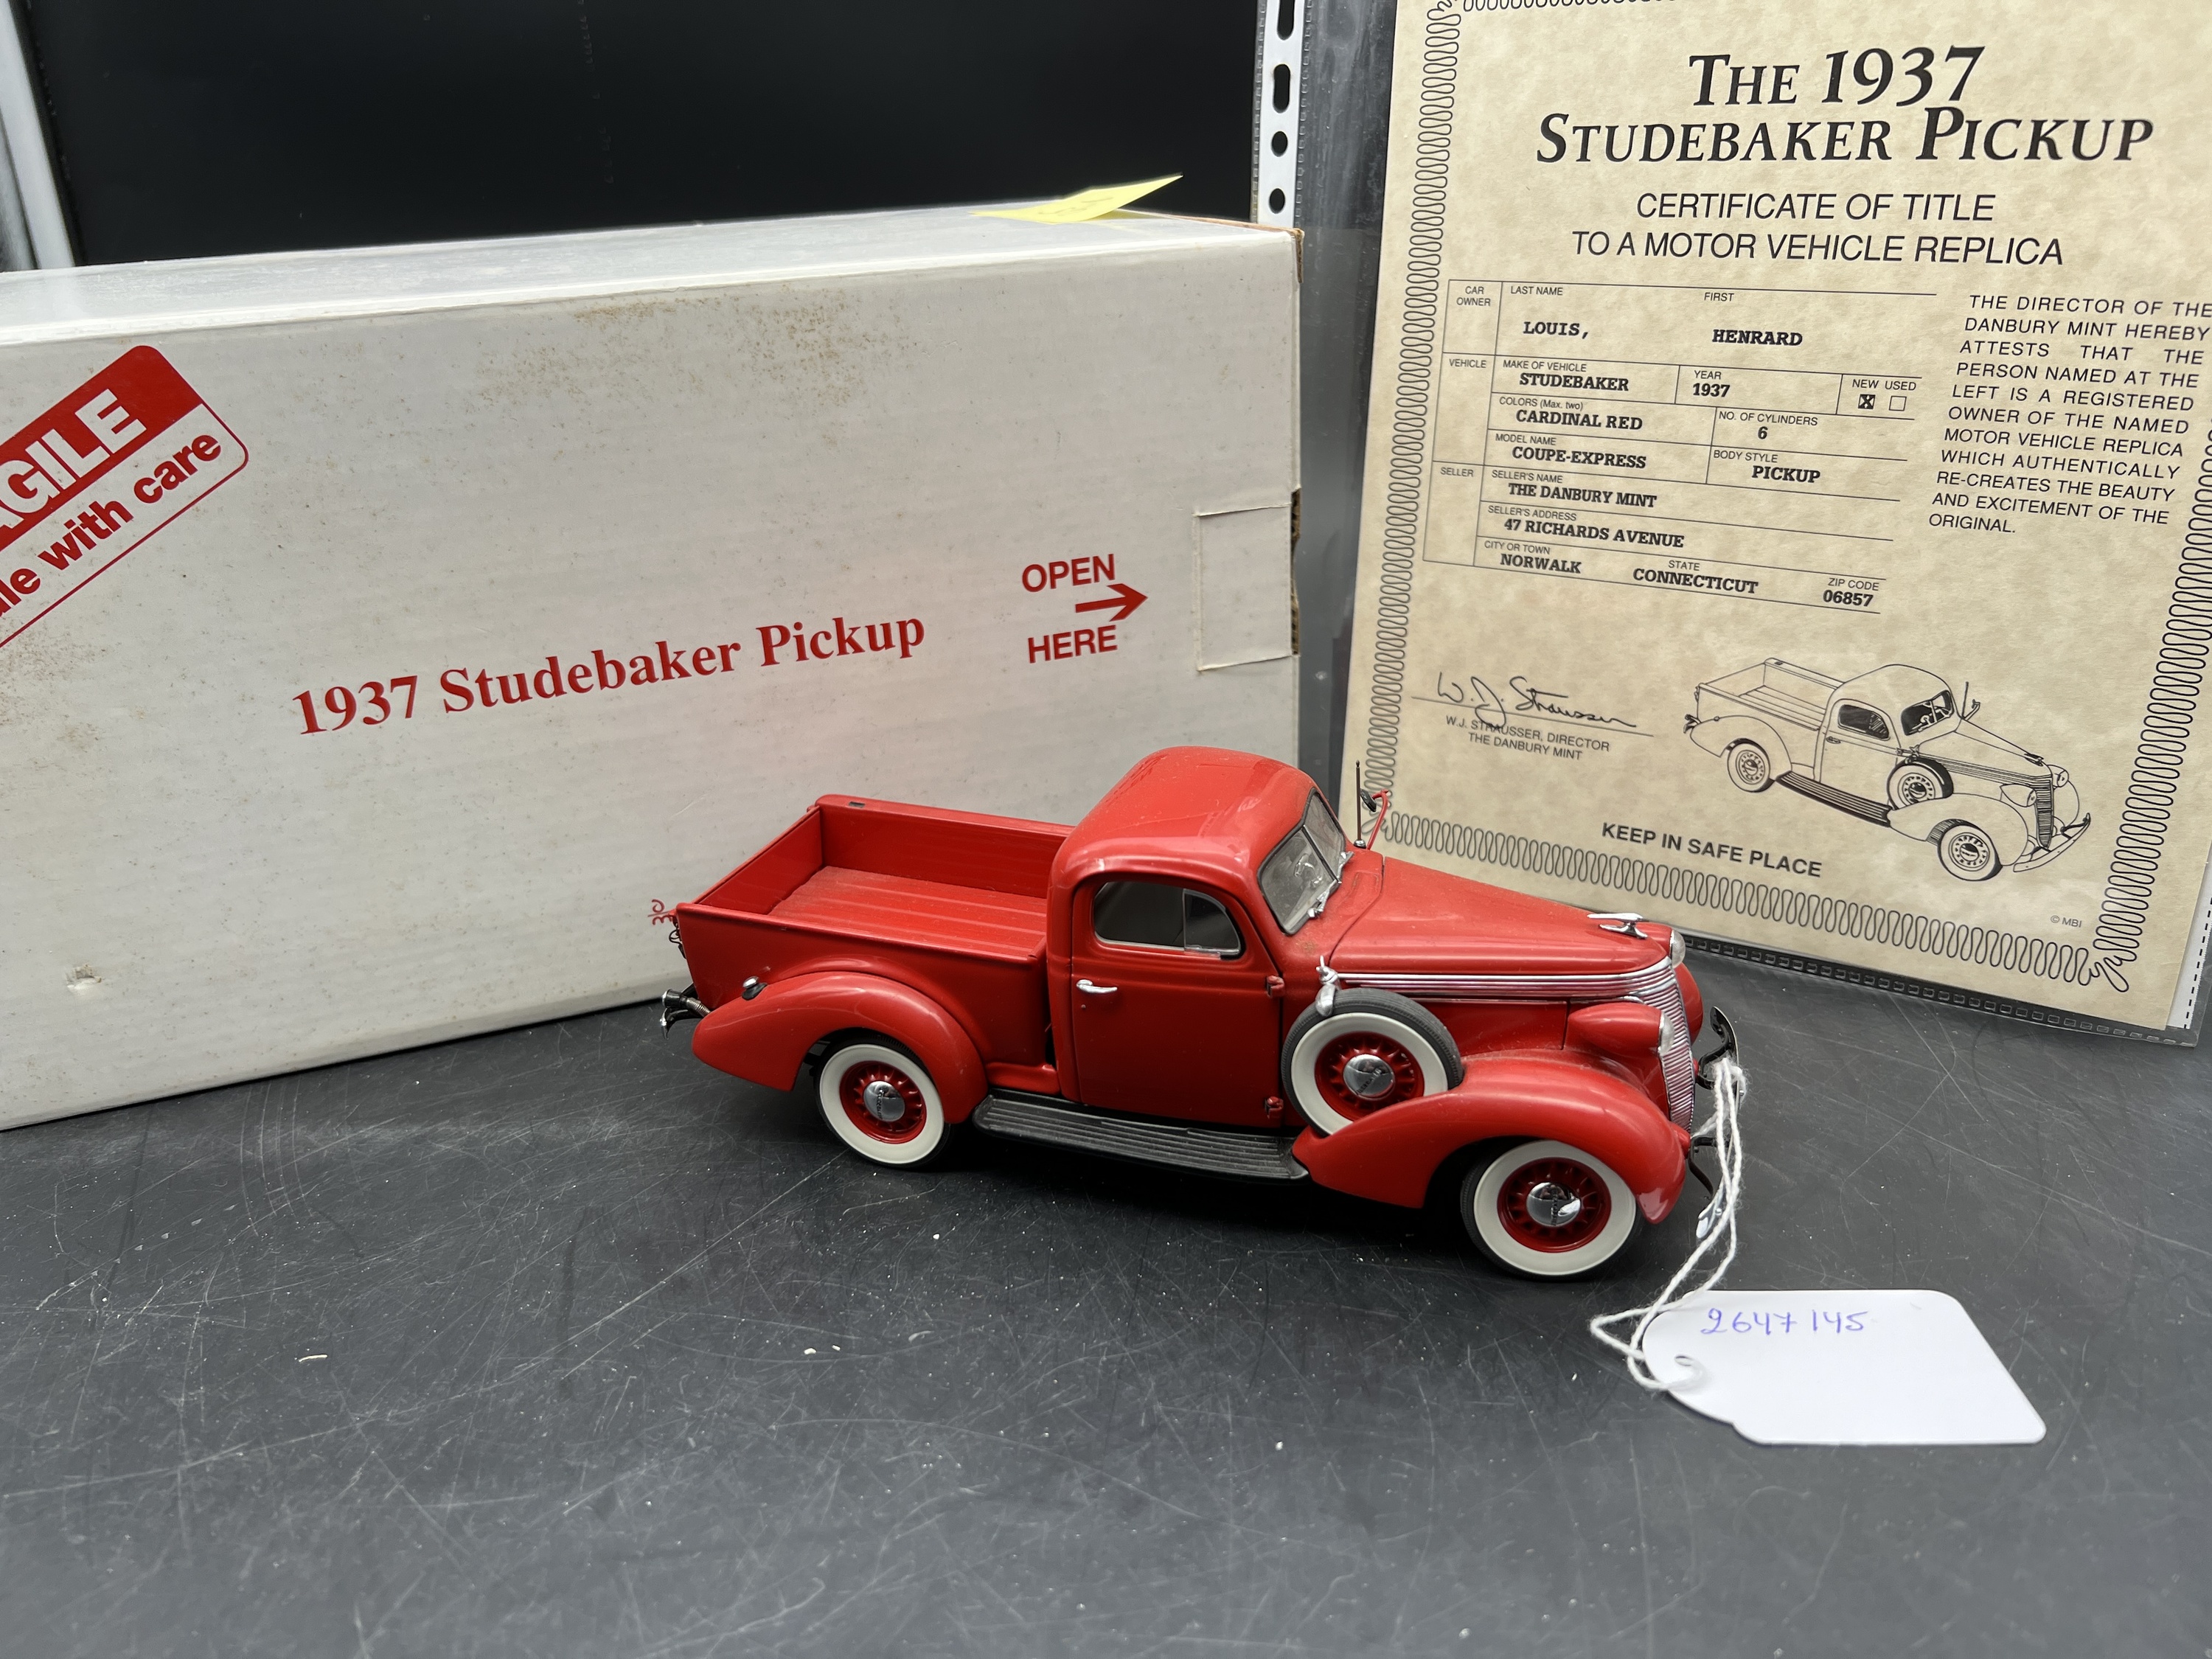 AGILE
le with care
1937 Studebaker Pickup
OPEN
HERE
THE 1937
STUDEBAKER PICKUP
CERTIFICATE OF TITLE
TO A MOTOR VEHICLE REPLICA
CAR OWNER
LAST NAME FIRST
LOUIS, HENRARD
VEHICLE
MAKE OF VEHICLE YEAR NEW USED
STUDEBAKER 1937 X
COLORS (Max. two) NO. OF CYLINDERS
CARDINAL RED 6
MODEL NAME BODY STYLE
COUPE-EXPRESS PICKUP
SELLER
SELLER'S NAME
THE DANBURY MINT
SELLER'S ADDRESS
47 RICHARDS AVENUE
CITY OR TOWN STATE ZIP CODE
NORWALK CONNECTICUT 06857
THE DIRECTOR OF THE
DANBURY MINT HEREBY
ATTESTS THAT THE
PERSON NAMED AT THE
LEFT IS A REGISTERED
OWNER OF THE NAMED
MOTOR VEHICLE REPLICA
WHICH AUTHENTICALLY
RE-CREATES THE BEAUTY
AND EXCITEMENT OF THE
ORIGINAL.
W.J. Strausser
W.J. STRAUSSER, DIRECTOR
THE DANBURY MINT
KEEP IN SAFE PLACE
© MBI
2647145